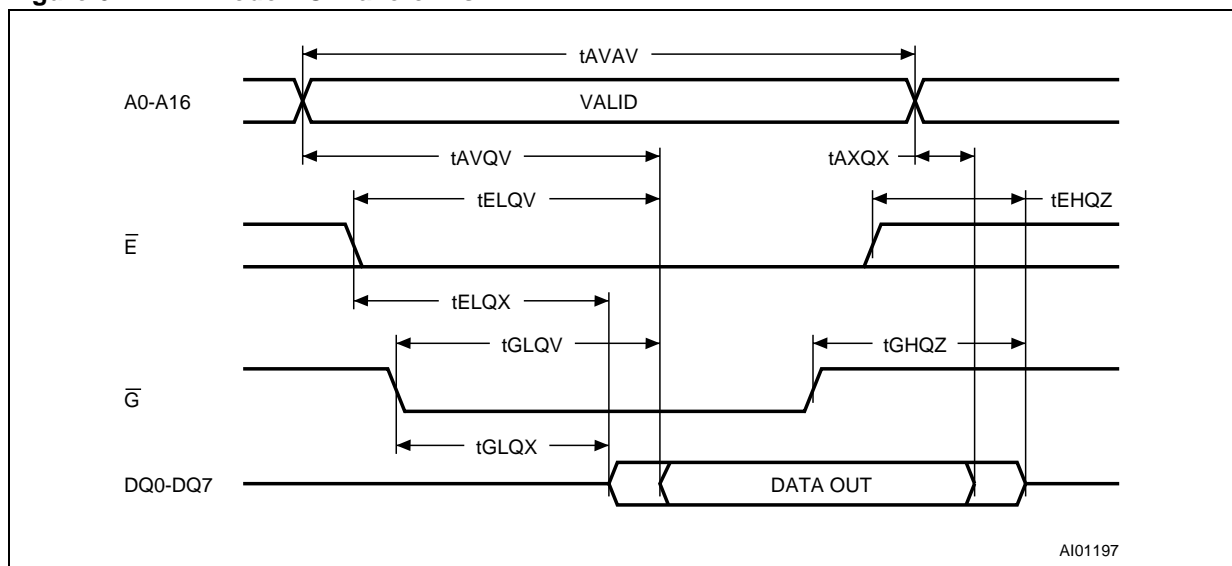 tAVAV
A0-A16
VALID
tAVQV
tAXQX
tELQV
tEHQZ
E̅
tELQX
tGLQV
tGHQZ
G̅
tGLQX
DQ0-DQ7
DATA OUT
AI01197